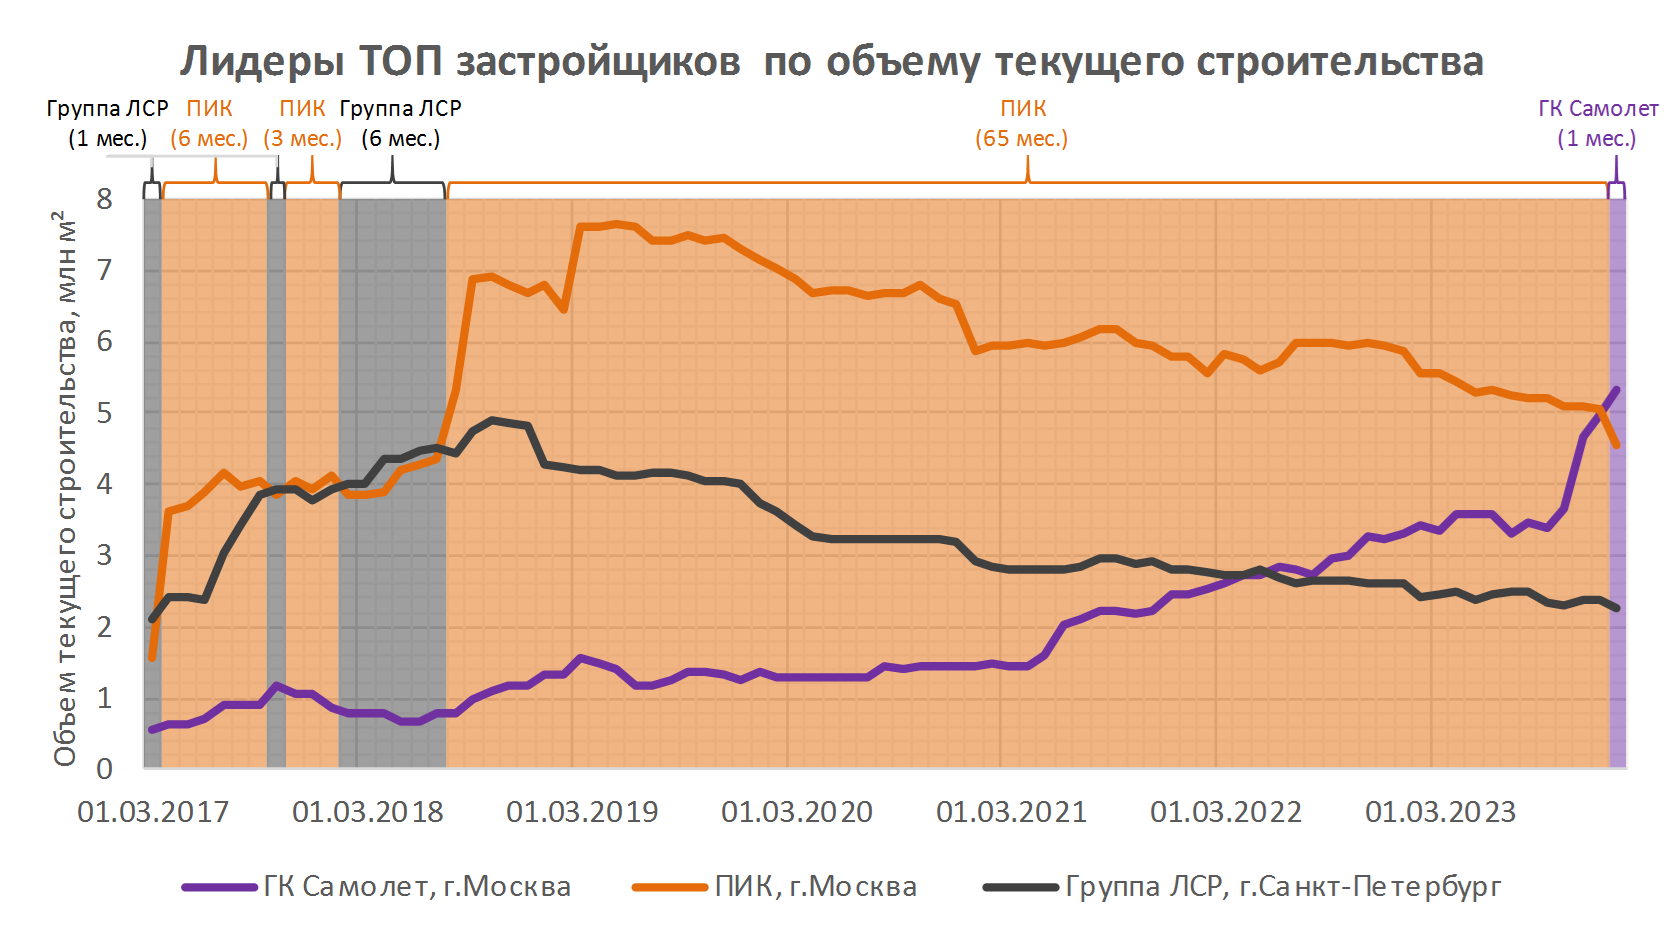 Лидеры ТОП застройщиков по объему текущего строительства
Группа ЛСР
(1 мес.)
ПИК
(6 мес.)
ПИК
(3 мес.)
Группа ЛСР
(6 мес.)
ПИК
(65 мес.)
ГК Самолет
(1 мес.)
Объем текущего строительства, млн м²
8
7
6
5
4
3
2
1
0
01.03.2017
01.03.2018
01.03.2019
01.03.2020
01.03.2021
01.03.2022
01.03.2023
ГК Самолет, г.Москва
ПИК, г.Москва
Группа ЛСР, г.Санкт-Петербург